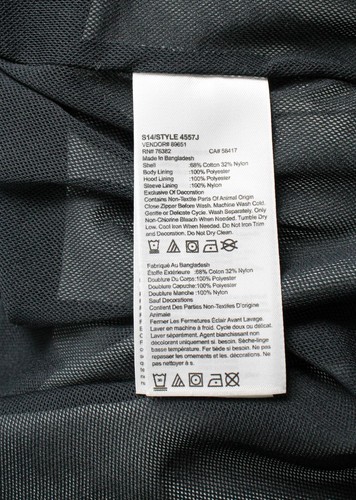 S14/STYLE 4557J
VENDOR# 89651
RN# 76382 CA# 56417
Made In Bangladesh
Shell :68% Cotton 32% Nylon
Body Lining :100% Polyester
Hood Lining :100% Polyester
Sleeve Lining :100% Nylon
Exclusive Of Decoration
Contains Non-Textile Parts Of Animal Origin
Close Zipper Before Wash. Machine Wash Cold.
Gentle or Delicate Cycle. Wash Separately. Only
Non-Chlorine Bleach When Needed. Tumble Dry
Low. Cool Iron When Needed. Do Not Iron Trim
and Decoration. Do Not Dry Clean.
Fabriqué Au Bangladesh
Étoffe Extérieure :68% Cotton 32% Nylon
Doublure Du Corps:100% Polyester
Doublure Capuche:100% Polyester
Doublure Manche :100% Nylon
Sauf Decorations
Content Des Parties Non-Textiles D'Origine
Animale
Fermer Les Fermetures Éclair Avant Lavage.
Laver en machine à froid. Cycle doux ou délicat.
Laver séparément. Agent blanchissant non
décolorant uniquement si besoin. Sèche-linge
basse température. Fer tiède si besoin. Ne pas
repasser les ornements et les. décorations. Ne
pas nettoyer à sec.